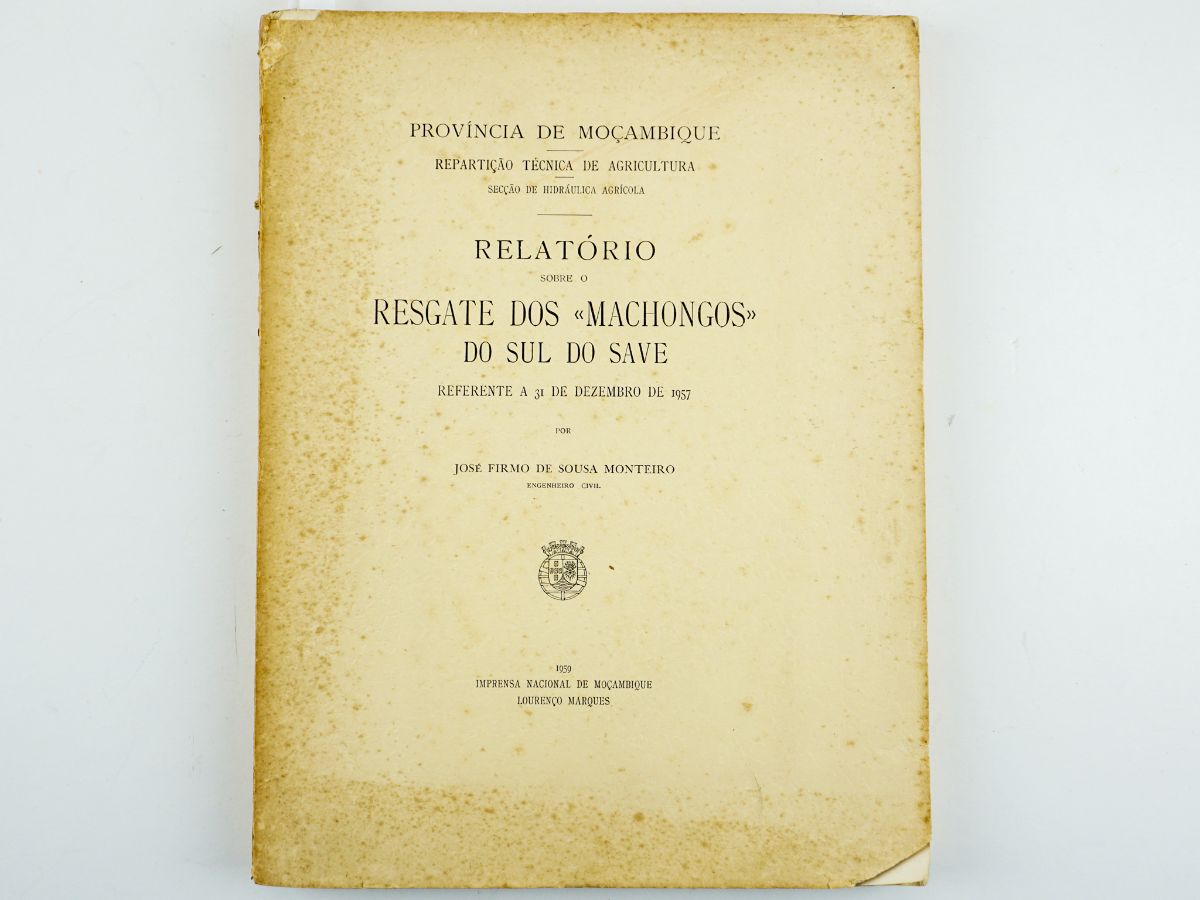 PROVÍNCIA DE MOÇAMBIQUE
REPARTIÇÃO TÉCNICA DE AGRICULTURA
SECÇÃO DE HIDRÁULICA AGRÍCOLA
RELATÓRIO
SOBRE O
RESGATE DOS «MACHONGOS»
DO SUL DO SAVE
REFERENTE A 31 DE DEZEMBRO DE 1957
POR
JOSÉ FIRMO DE SOUSA MONTEIRO
ENGENHEIRO CIVIL
1959
IMPRENSA NACIONAL DE MOÇAMBIQUE
LOURENÇO MARQUES